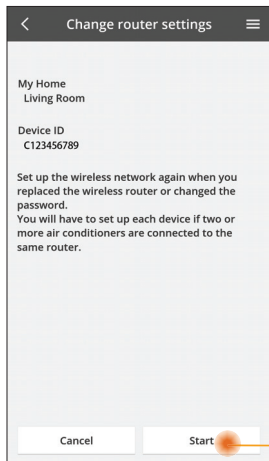 Change router settings
My Home
Living Room
Device ID
C123456789
Set up the wireless network again when you
replaced the wireless router or changed the
password.
You will have to set up each device if two or
more air conditioners are connected to the
same router.
Cancel
Start